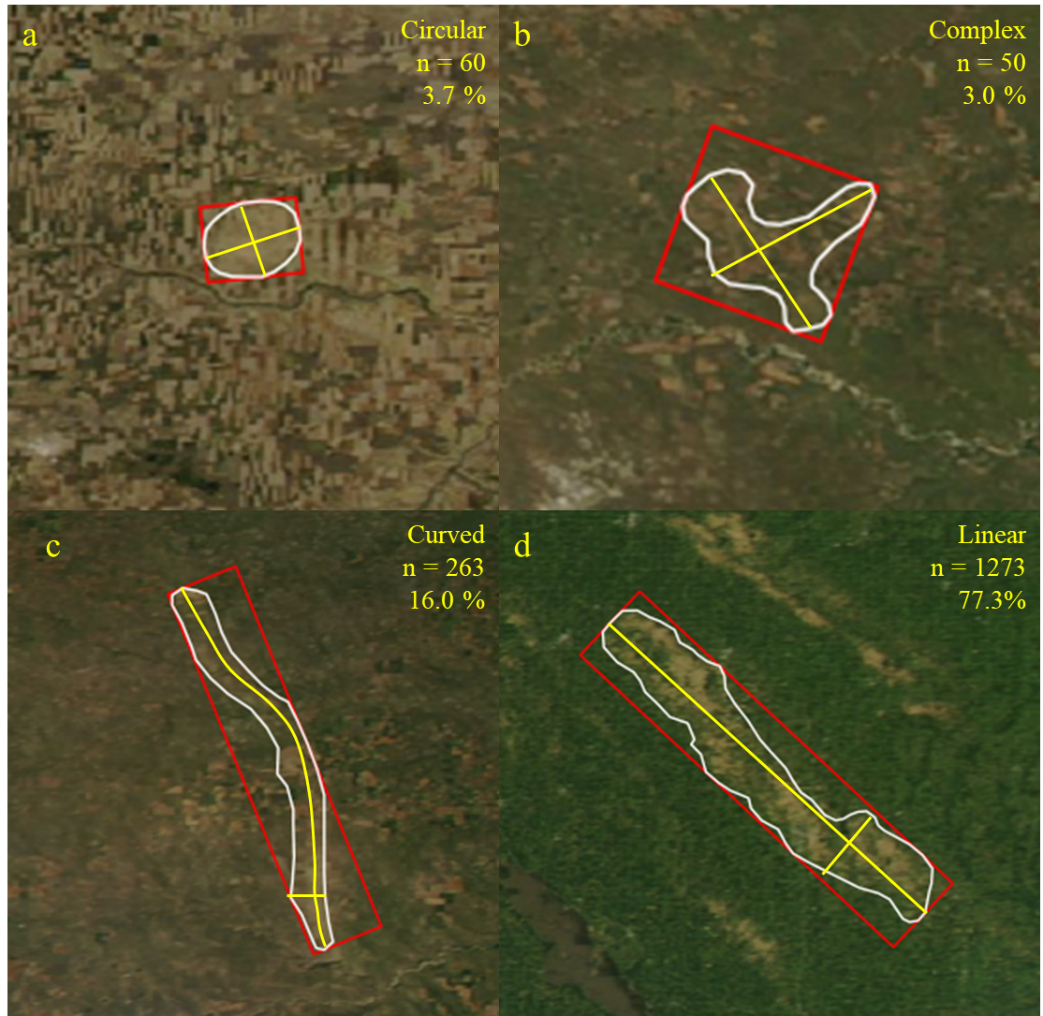 a
Circular
n = 60
3.7 %
b
Complex
n = 50
3.0 %
c
Curved
n = 263
16.0 %
d
Linear
n = 1273
77.3%